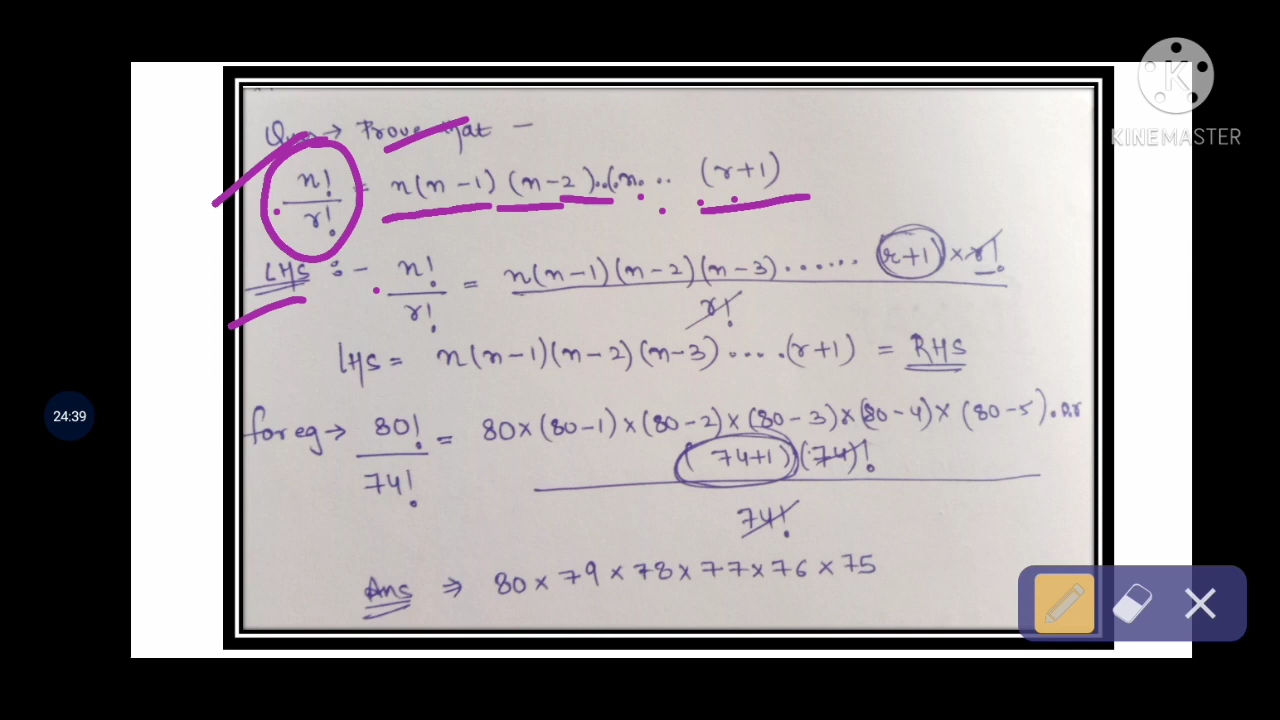 Ques → Prove that –
n!/r! = n(n-1) (n-2)..(n... (r+1)
LHS :- n!/r! = n(n-1)(n-2)(n-3)...... (r+1) × r!/r!
LHS = n(n-1)(n-2)(n-3).....(r+1) = RHS
for eg → 80!/74! = 80×(80-1)×(80-2)×(80-3)×(80-4)×(80-5).
(74+1)(74)!
74!
Ans ⇒ 80×79×78×77×76×75
KINEMASTER
24:39